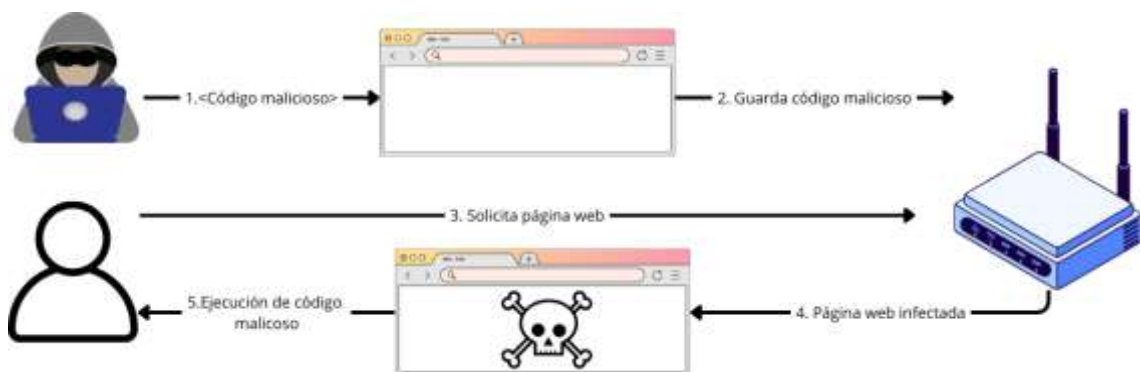 1.<Código malicioso>
2. Guarda código malicioso
3. Solicita página web
4. Página web infectada
5.Ejecución de código
malicoso